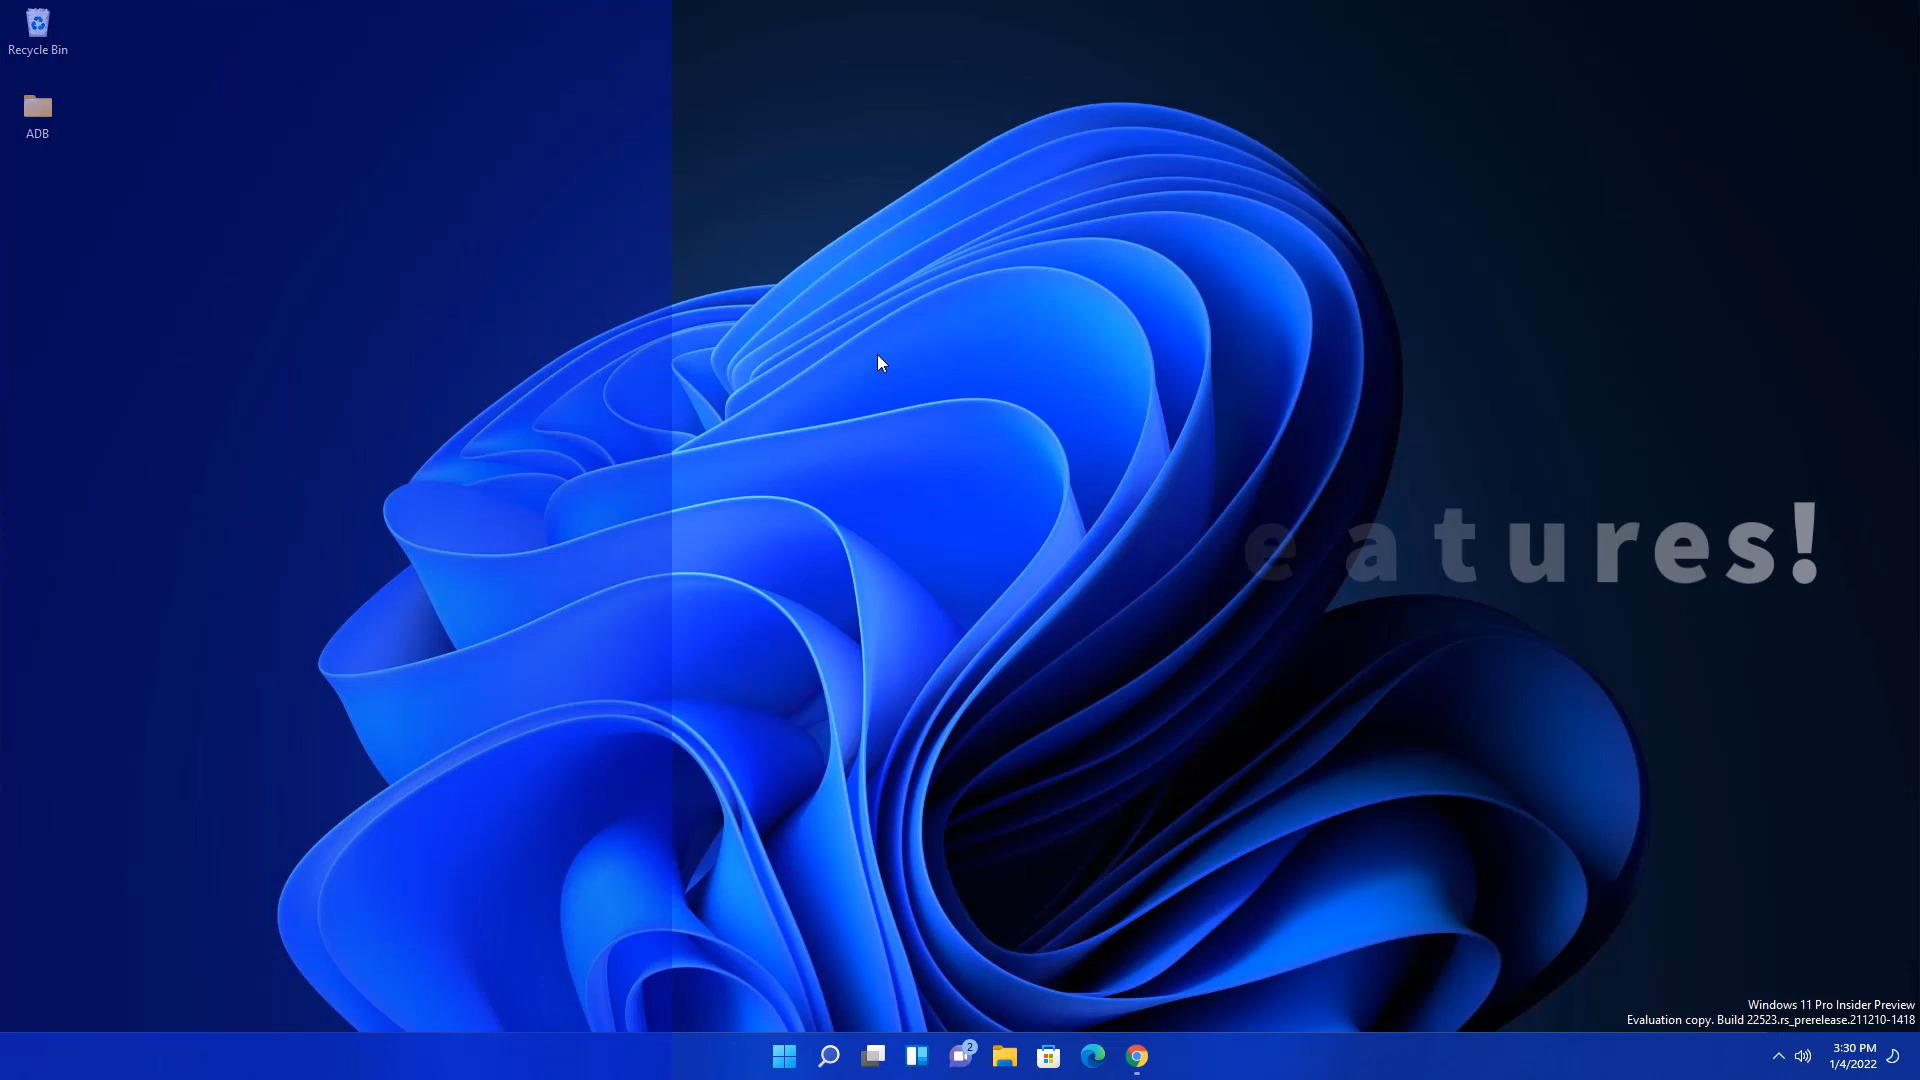 Recycle Bin
ADB
eatures!
Windows 11 Pro Insider Preview
Evaluation copy. Build 22523.rs_prerelease.211210-1418
2
3:30 PM
1/4/2022